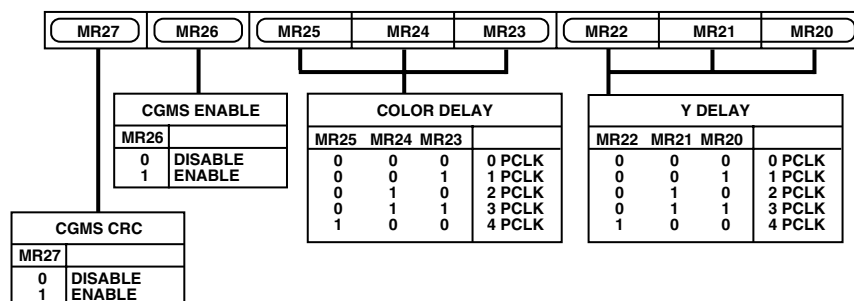 MR27 MR26 MR25 MR24 MR23 MR22 MR21 MR20
CGMS ENABLE
MR26
0 DISABLE
1 ENABLE
COLOR DELAY
MR25 MR24 MR23
0 0 0 0 PCLK
0 0 1 1 PCLK
0 1 0 2 PCLK
0 1 1 3 PCLK
1 0 0 4 PCLK
Y DELAY
MR22 MR21 MR20
0 0 0 0 PCLK
0 0 1 1 PCLK
0 1 0 2 PCLK
0 1 1 3 PCLK
1 0 0 4 PCLK
CGMS CRC
MR27
0 DISABLE
1 ENABLE